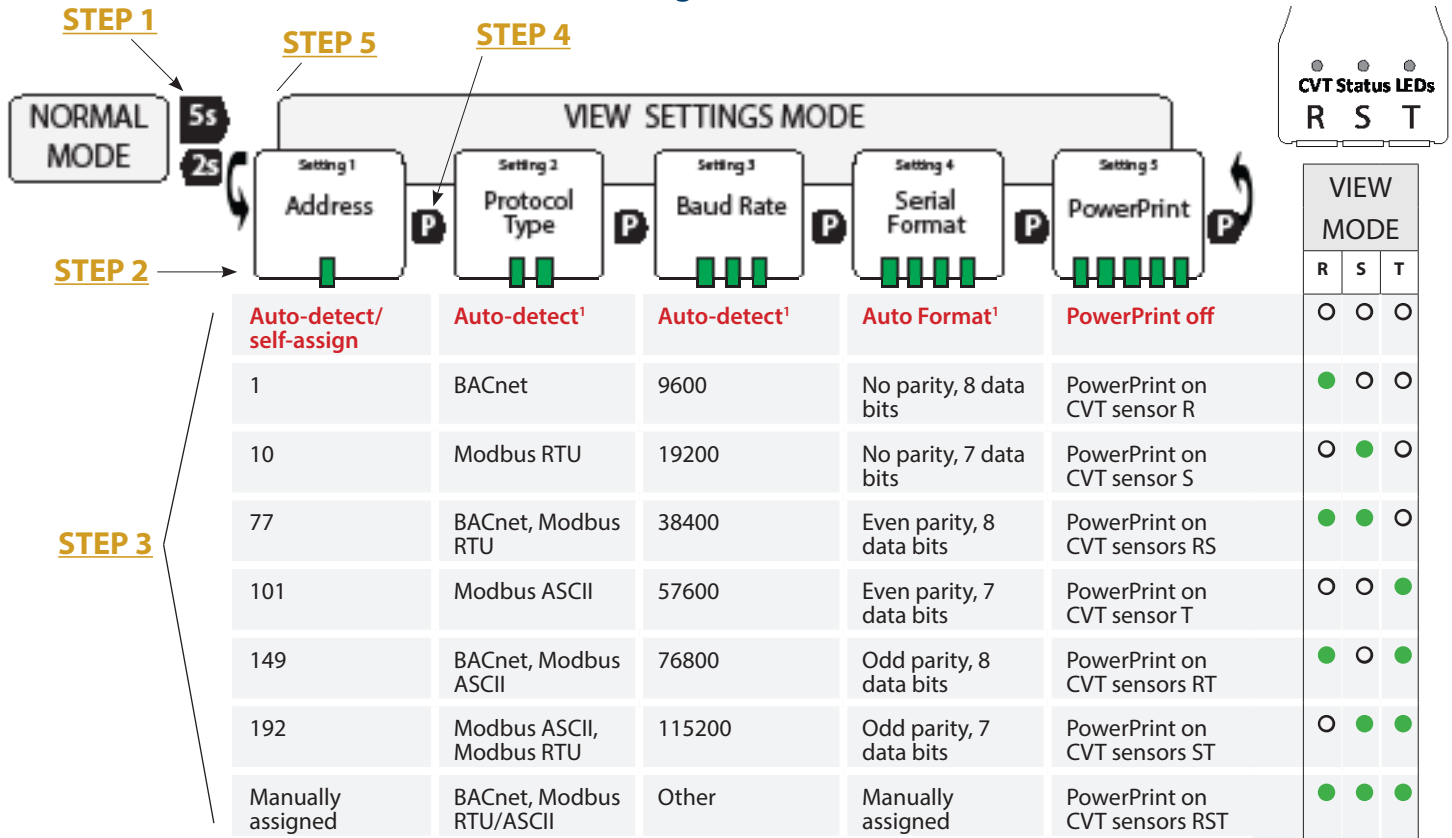 STEP 1
STEP 5
STEP 4
NORMAL
MODE
5s
2s
VIEW SETTINGS MODE
Setting 1
Address
P
Setting 2
Protocol
Type
P
Setting 3
Baud Rate
P
Setting 4
Serial
Format
P
Setting 5
PowerPrint
P
CVT Status LEDs
R S T
VIEW
MODE
R S T
STEP 2
STEP 3
Auto-detect/
self-assign
Auto-detect¹
Auto-detect¹
Auto Format¹
PowerPrint off
1
BACnet
9600
No parity, 8 data
bits
PowerPrint on
CVT sensor R
10
Modbus RTU
19200
No parity, 7 data
bits
PowerPrint on
CVT sensor S
77
BACnet, Modbus
RTU
38400
Even parity, 8
data bits
PowerPrint on
CVT sensors RS
101
Modbus ASCII
57600
Even parity, 7
data bits
PowerPrint on
CVT sensor T
149
BACnet, Modbus
ASCII
76800
Odd parity, 8
data bits
PowerPrint on
CVT sensors RT
192
Modbus ASCII,
Modbus RTU
115200
Odd parity, 7
data bits
PowerPrint on
CVT sensors ST
Manually
assigned
BACnet, Modbus
RTU/ASCII
Other
Manually
assigned
PowerPrint on
CVT sensors RST